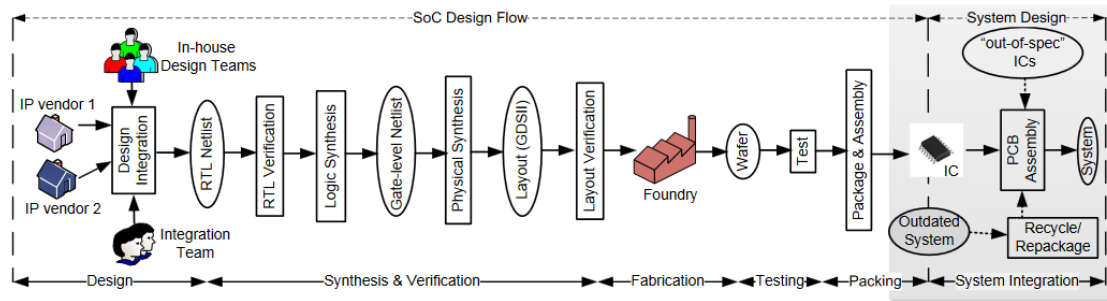 SoC Design Flow
System Design
In-house
Design Teams
"out-of-spec"
ICs
IP vendor 1
IP vendor 2
Design
Integration
RTL Netlist
RTL Verification
Logic Synthesis
Gate-level Netlist
Physical Synthesis
Layout (GDSII)
Layout Verification
Foundry
Wafer
Test
Package & Assembly
IC
PCB
Assembly
System
Integration
Team
Outdated
System
Recycle/
Repackage
Design
Synthesis & Verification
Fabrication
Testing
Packing
System Integration